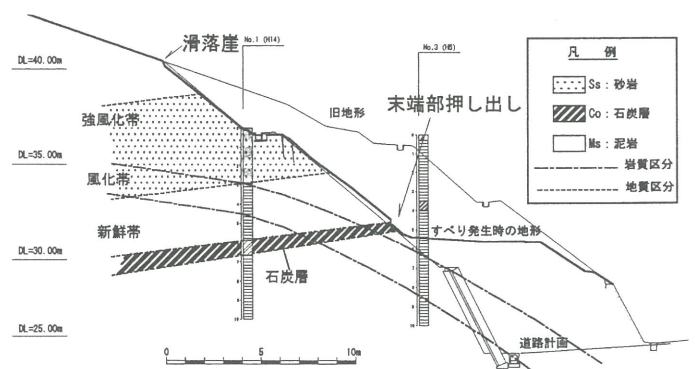 No.1 (H14)
No.3 (H5)
滑落崖
DL=40.00m
旧地形
末端部押し出し
強風化帯
DL=35.00m
風化帯
新鮮帯
すべり発生時の地形
DL=30.00m
石炭層
DL=25.00m
道路計画
0 5 10m
凡 例
Ss : 砂岩
Co : 石炭層
Ms : 泥岩
岩質区分
地質区分